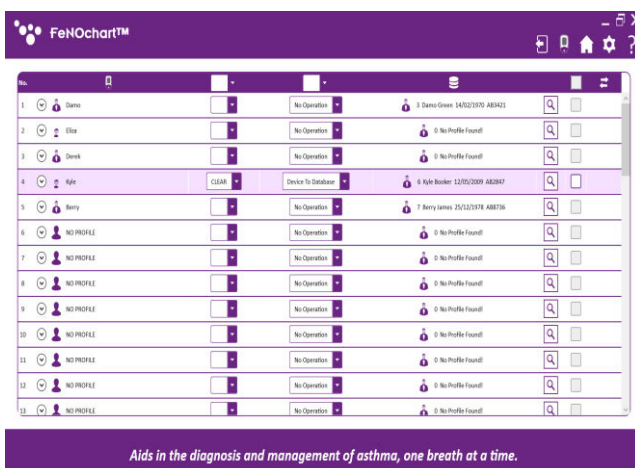 FeNOchart™
No.
1 Damo No Operation 3 Damo Green 14/02/1970 AB3421
2 Eliza No Operation 0 No Profile Found!
3 Derek No Operation 0 No Profile Found!
4 Kyle CLEAR Device To Database 6 Kyle Booker 12/05/2009 AB2847
5 Berry No Operation 7 Berry James 25/12/1978 AB8736
6 NO PROFILE No Operation 0 No Profile Found!
7 NO PROFILE No Operation 0 No Profile Found!
8 NO PROFILE No Operation 0 No Profile Found!
9 NO PROFILE No Operation 0 No Profile Found!
10 NO PROFILE No Operation 0 No Profile Found!
11 NO PROFILE No Operation 0 No Profile Found!
12 NO PROFILE No Operation 0 No Profile Found!
13 NO PROFILE No Operation 0 No Profile Found!
Aids in the diagnosis and management of asthma, one breath at a time.